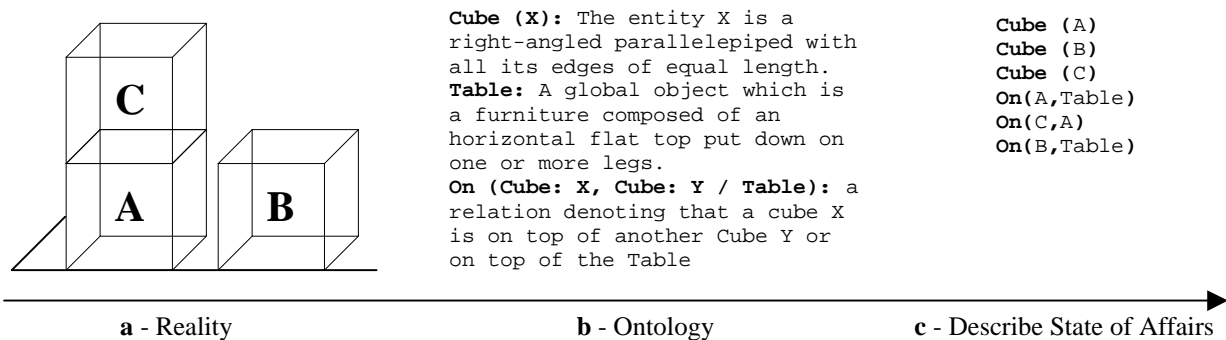 C
A
B
Cube (X): The entity X is a
right-angled parallelepiped with
all its edges of equal length.
Table: A global object which is
a furniture composed of an
horizontal flat top put down on
one or more legs.
On (Cube: X, Cube: Y / Table): a
relation denoting that a cube X
is on top of another Cube Y or
on top of the Table
Cube (A)
Cube (B)
Cube (C)
On(A,Table)
On(C,A)
On(B,Table)
a - Reality
b - Ontology
c - Describe State of Affairs